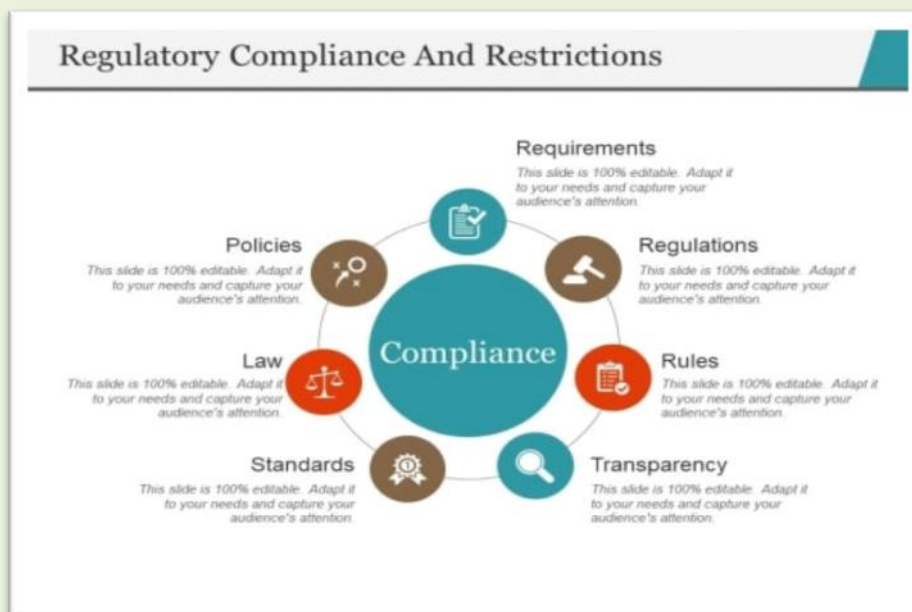 Regulatory Compliance And Restrictions
Requirements
This slide is 100% editable. Adapt it
to your needs and capture your
audience's attention.
Policies
This slide is 100% editable. Adapt it
to your needs and capture your
audience's attention.
Regulations
This slide is 100% editable. Adapt it
to your needs and capture your
audience's attention.
Compliance
Law
This slide is 100% editable. Adapt it
to your needs and capture your
audience's attention.
Rules
This slide is 100% editable. Adapt it
to your needs and capture your
audience's attention.
Standards
This slide is 100% editable. Adapt it
to your needs and capture your
audience's attention.
Transparency
This slide is 100% editable. Adapt it
to your needs and capture your
audience's attention.